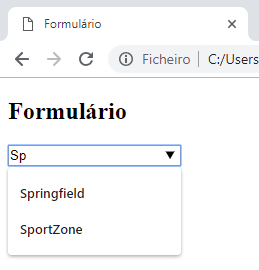 Formulário
Ficheiro C:/Users
Formulário
Sp
Springfield
SportZone